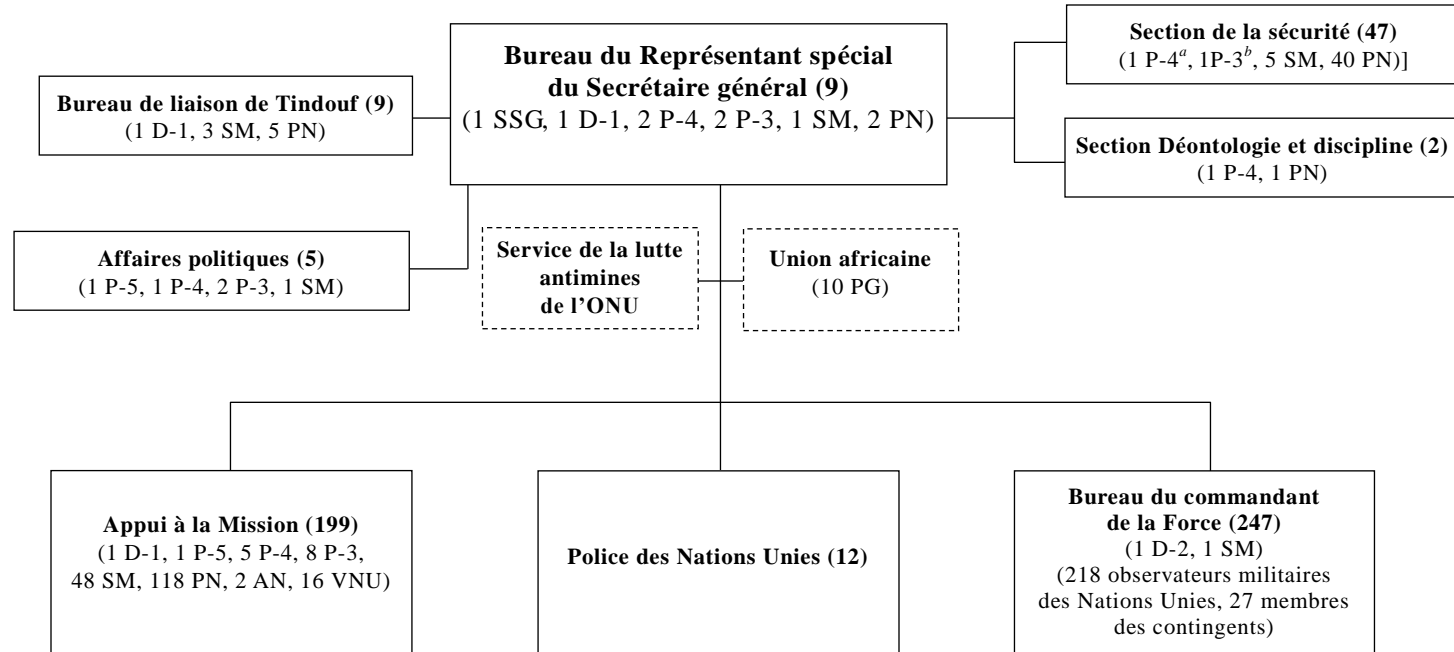 Bureau du Représentant spécial
du Secrétaire général (9)
(1 SSG, 1 D-1, 2 P-4, 2 P-3, 1 SM, 2 PN)
Section de la sécurité (47)
(1 P-4a, 1P-3b, 5 SM, 40 PN)]
Bureau de liaison de Tindouf (9)
(1 D-1, 3 SM, 5 PN)
Section Déontologie et discipline (2)
(1 P-4, 1 PN)
Affaires politiques (5)
(1 P-5, 1 P-4, 2 P-3, 1 SM)
Service de la lutte
antimines
de l’ONU
Union africaine
(10 PG)
Appui à la Mission (199)
(1 D-1, 1 P-5, 5 P-4, 8 P-3,
48 SM, 118 PN, 2 AN, 16 VNU)
Police des Nations Unies (12)
Bureau du commandant
de la Force (247)
(1 D-2, 1 SM)
(218 observateurs militaires
des Nations Unies, 27 membres
des contingents)